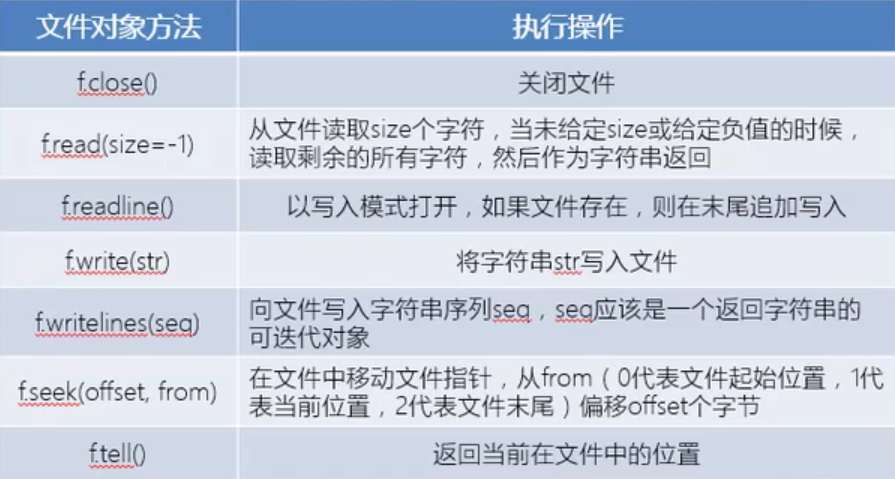 文件对象方法 执行操作
f.close() 关闭文件
f.read(size=-1) 从文件读取size个字符，当未给定size或给定负值的时候，
读取剩余的所有字符，然后作为字符串返回
f.readline() 以写入模式打开，如果文件存在，则在末尾追加写入
f.write(str) 将字符串str写入文件
f.writelines(seq) 向文件写入字符串序列seq，seq应该是一个返回字符串的
可迭代对象
f.seek(offset, from) 在文件中移动文件指针，从from（0代表文件起始位置，1代
表当前位置，2代表文件末尾）偏移offset个字节
f.tell() 返回当前在文件中的位置